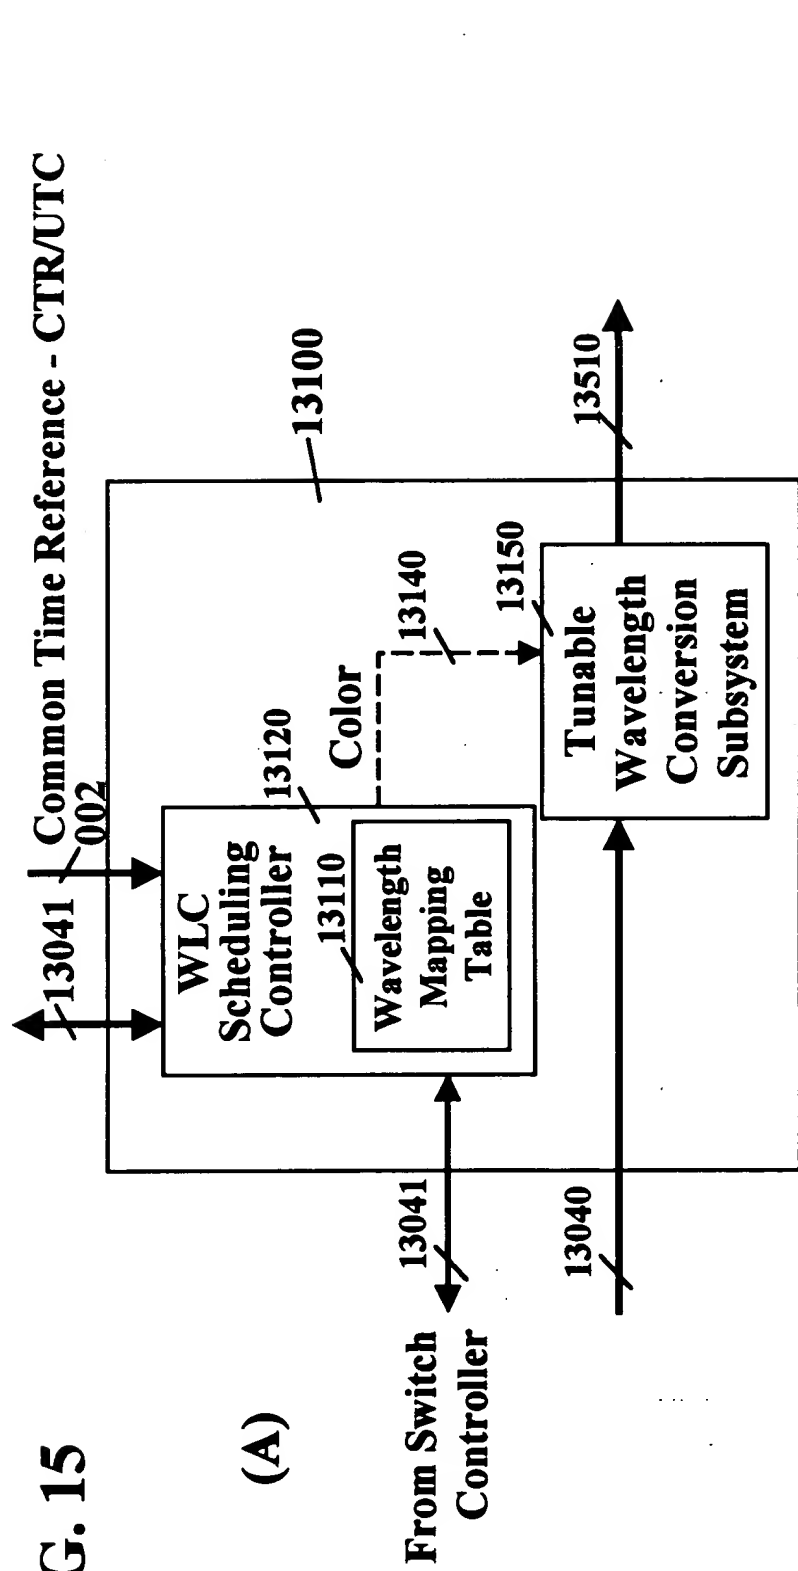 G. 15
(A)
Common Time Reference - CTR/UTC
002
13041
13100
WLC
Scheduling
Controller
13120
13110
Wavelength
Mapping
Table
Color
13140
13150
Tunable
Wavelength
Conversion
Subsystem
13510
From Switch
Controller
13041
13040